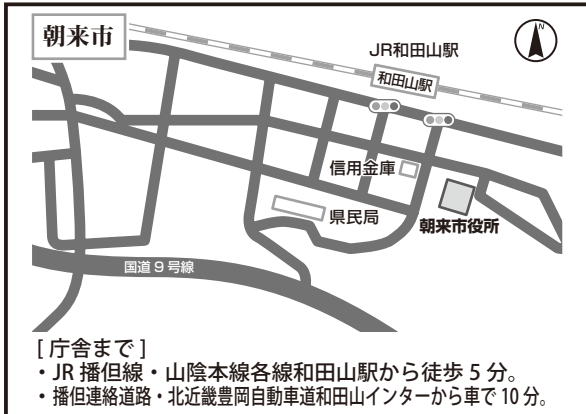 朝来市
N
JR和田山駅
和田山駅
信用金庫
県民局
朝来市役所
国道9号線
[ 庁舎まで ]
・JR 播但線・山陰本線各線和田山駅から徒歩 5 分。
・播但連絡道路・北近畿豊岡自動車道和田山インターから車で 10 分。